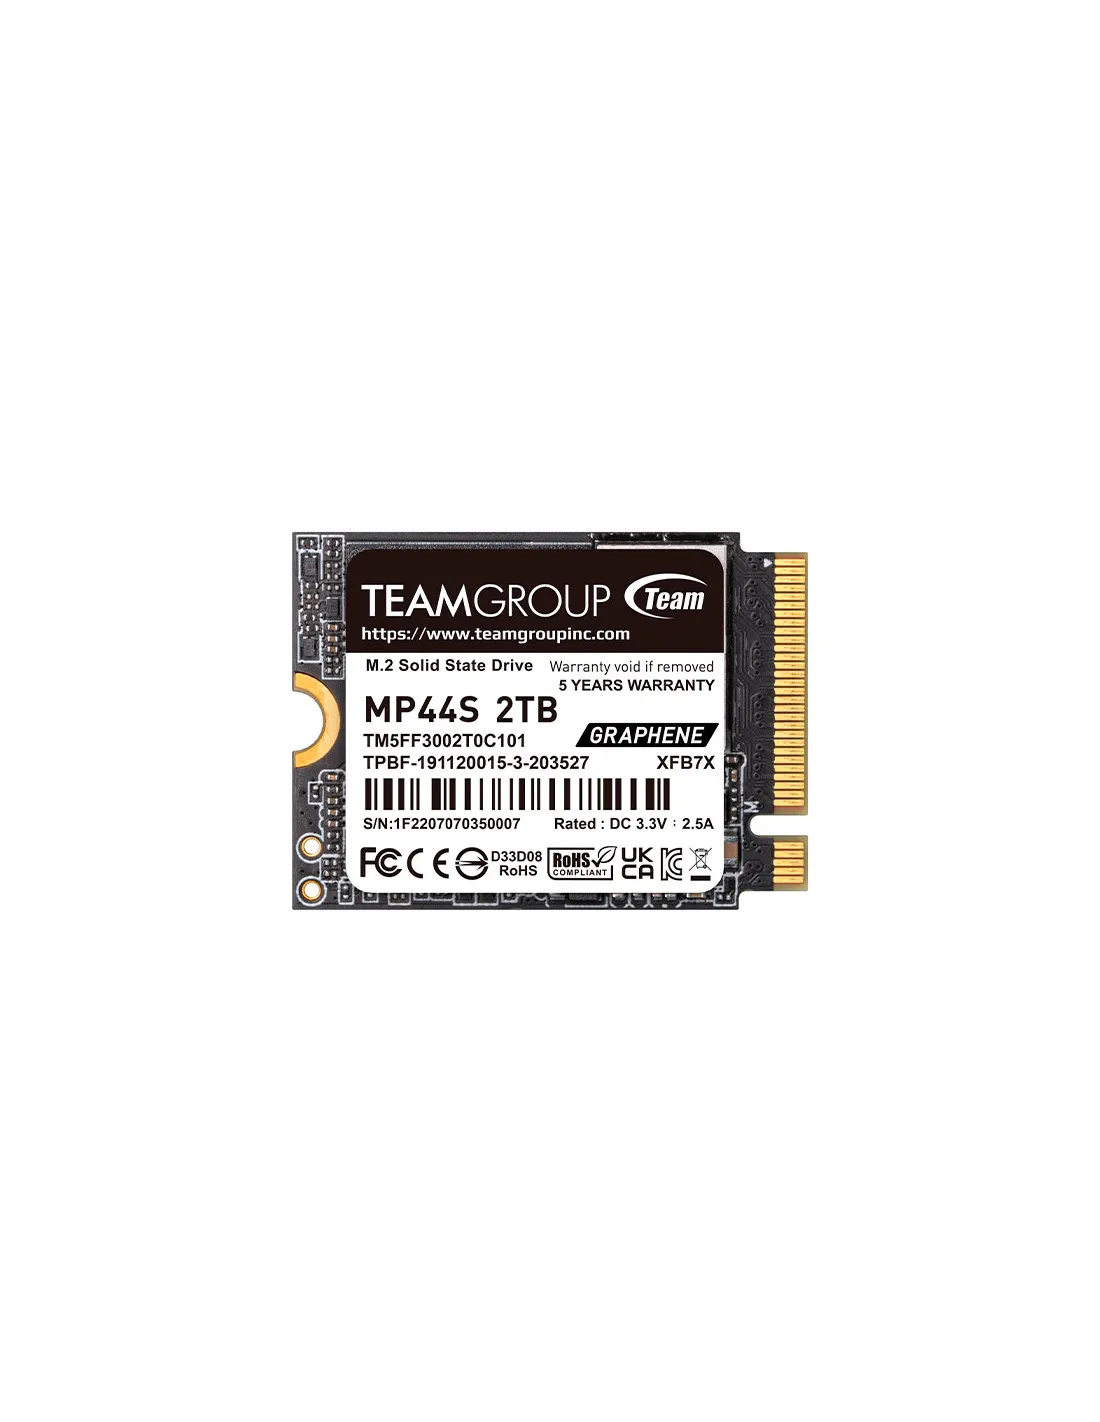 TEAMGROUP Team
https://www.teamgroupinc.com
M.2 Solid State Drive Warranty void if removed
5 YEARS WARRANTY
MP44S 2TB
GRAPHENE
TM5FF3002T0C101
TPBF-191120015-3-203527 XFB7X
S/N:1F2207070350007 Rated : DC 3.3V : 2.5A
FC CE D33D08 RoHS RoHS COMPLIANT UK CA
M